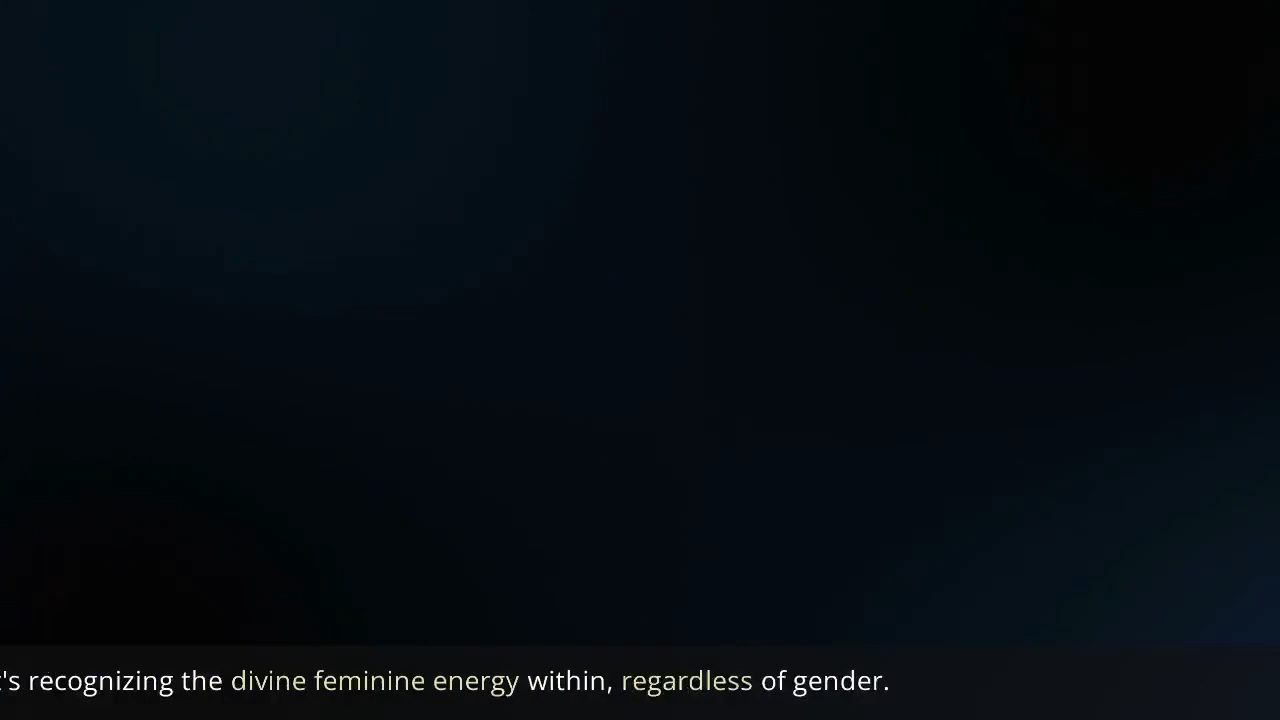 's recognizing the divine feminine energy within, regardless of gender.